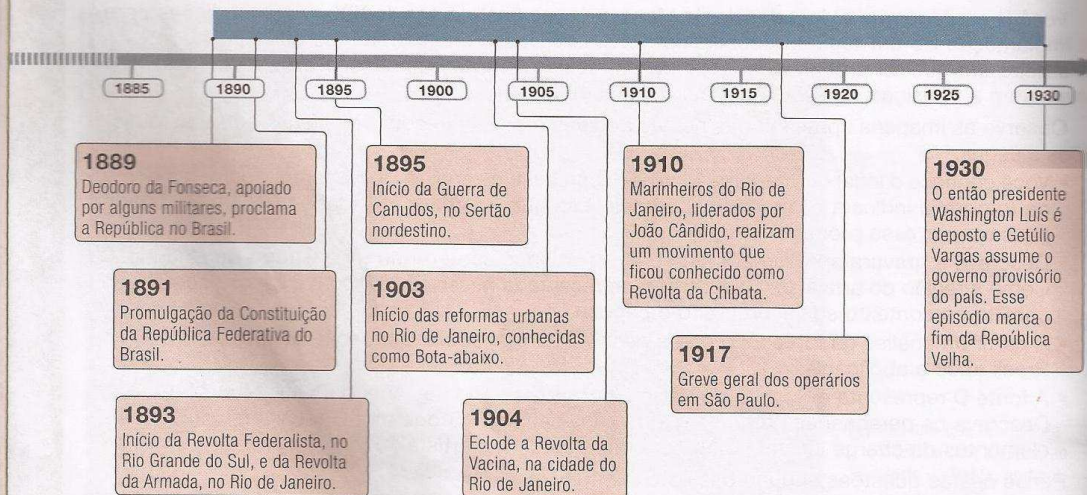 1885
1890
1895
1900
1905
1910
1915
1920
1925
1930
1889
Deodoro da Fonseca, apoiado
por alguns militares, proclama
a República no Brasil.
1891
Promulgação da Constituição
da República Federativa do
Brasil.
1893
Início da Revolta Federalista, no
Rio Grande do Sul, e da Revolta
da Armada, no Rio de Janeiro.
1895
Início da Guerra de
Canudos, no Sertão
nordestino.
1903
Início das reformas urbanas
no Rio de Janeiro, conhecidas
como Bota-abaixo.
1904
Eclode a Revolta da
Vacina, na cidade do
Rio de Janeiro.
1910
Marinheiros do Rio de
Janeiro, liderados por
João Cândido, realizam
um movimento que
ficou conhecido como
Revolta da Chibata.
1917
Greve geral dos operários
em São Paulo.
1930
O então presidente
Washington Luís é
deposto e Getúlio
Vargas assume o
governo provisório
do país. Esse
episódio marca o
fim da República
Velha.